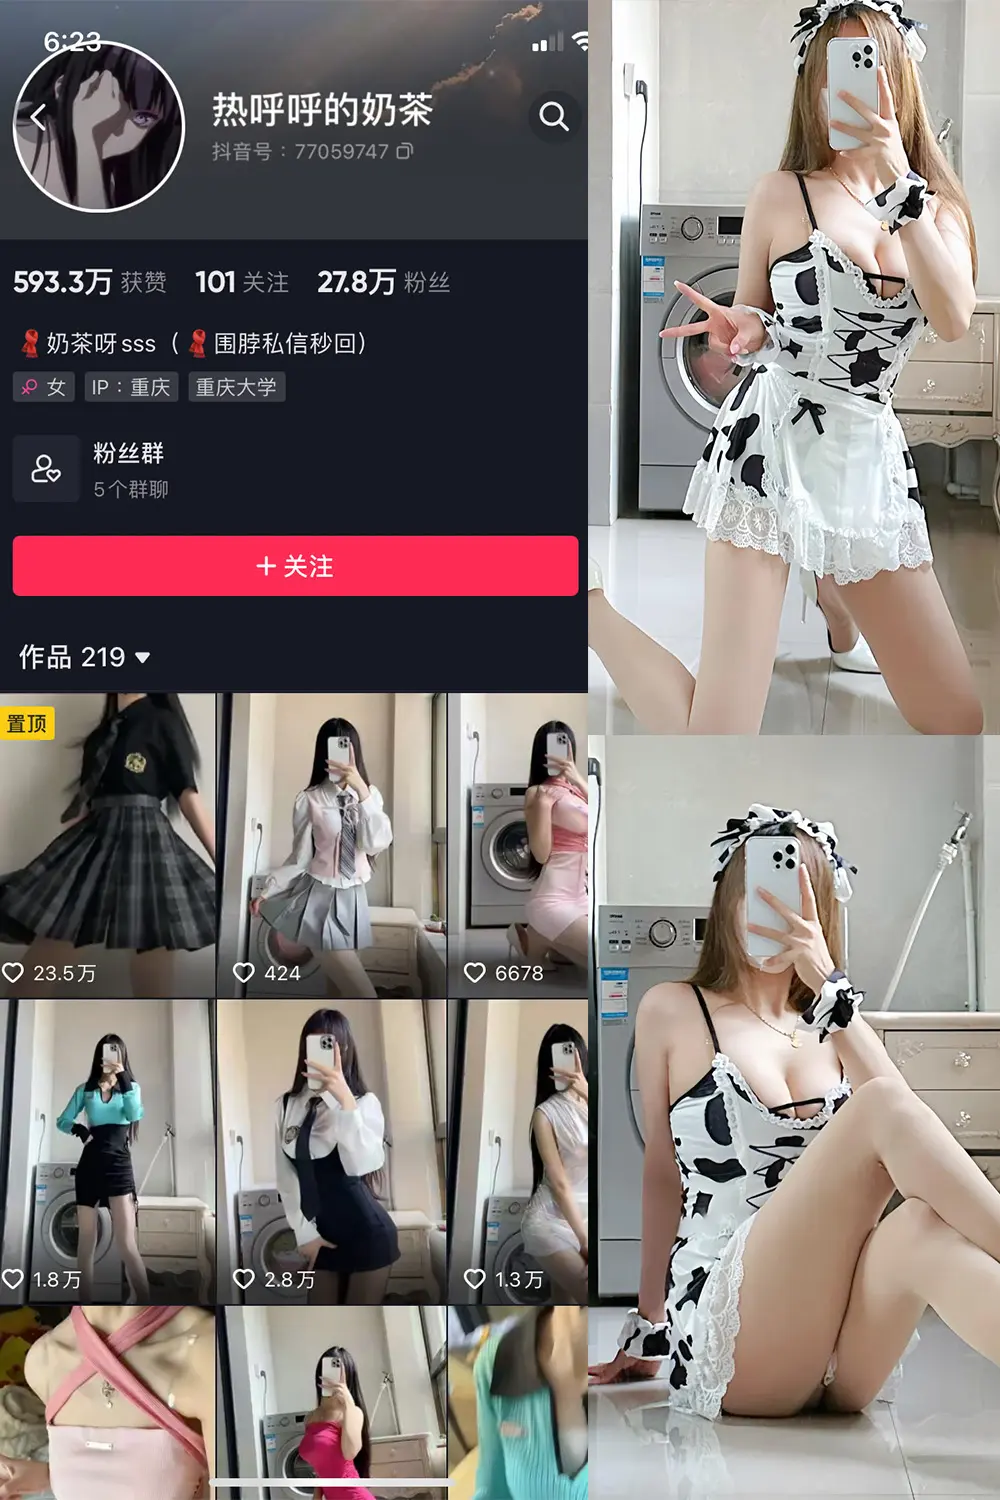 6:23
热呼呼的奶茶
抖音号：77059747
593.3万 获赞 101 关注 27.8万 粉丝
🧣奶茶呀sss（🧣围脖私信秒回）
女 IP：重庆 重庆大学
粉丝群
5个群聊
+ 关注
作品 219
置顶
23.5万 424 6678
1.8万 2.8万 1.3万